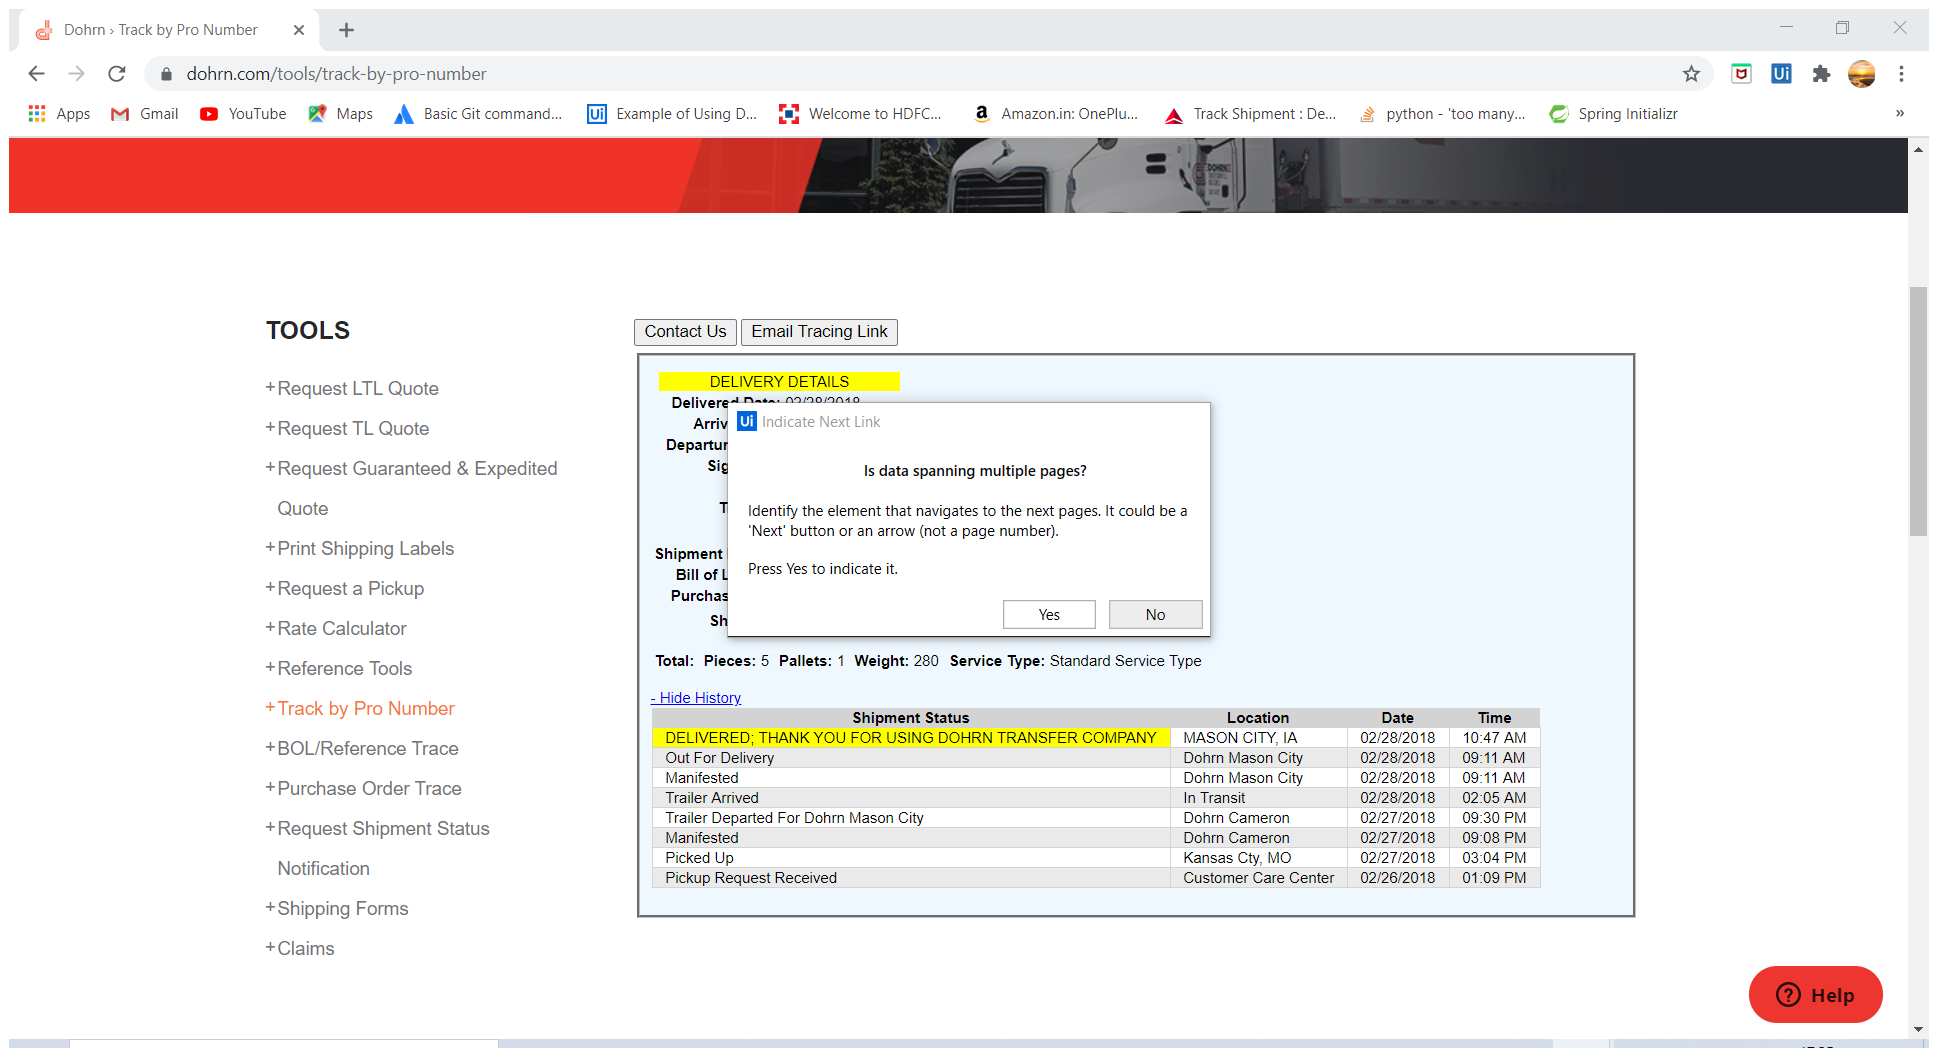 Dohrn › Track by Pro Number
dohrn.com/tools/track-by-pro-number
Apps Gmail YouTube Maps Basic Git command... Example of Using D... Welcome to HDFC... Amazon.in: OnePlu... Track Shipment : De... python - 'too many... Spring Initializr »
TOOLS
+Request LTL Quote
+Request TL Quote
+Request Guaranteed & Expedited
Quote
+Print Shipping Labels
+Request a Pickup
+Rate Calculator
+Reference Tools
+Track by Pro Number
+BOL/Reference Trace
+Purchase Order Trace
+Request Shipment Status
Notification
+Shipping Forms
+Claims
Contact Us Email Tracing Link
DELIVERY DETAILS
Delivered Date: 02/28/2018
Arriv
Departur
Sig
T
Shipment
Bill of L
Purchas
Sh
Ui Indicate Next Link
Is data spanning multiple pages?
Identify the element that navigates to the next pages. It could be a
'Next' button or an arrow (not a page number).
Press Yes to indicate it.
Yes No
Total: Pieces: 5 Pallets: 1 Weight: 280 Service Type: Standard Service Type
- Hide History
Shipment Status Location Date Time
DELIVERED; THANK YOU FOR USING DOHRN TRANSFER COMPANY MASON CITY, IA 02/28/2018 10:47 AM
Out For Delivery Dohrn Mason City 02/28/2018 09:11 AM
Manifested Dohrn Mason City 02/28/2018 09:11 AM
Trailer Arrived In Transit 02/28/2018 02:05 AM
Trailer Departed For Dohrn Mason City Dohrn Cameron 02/27/2018 09:30 PM
Manifested Dohrn Cameron 02/27/2018 09:08 PM
Picked Up Kansas Cty, MO 02/27/2018 03:04 PM
Pickup Request Received Customer Care Center 02/26/2018 01:09 PM
Help